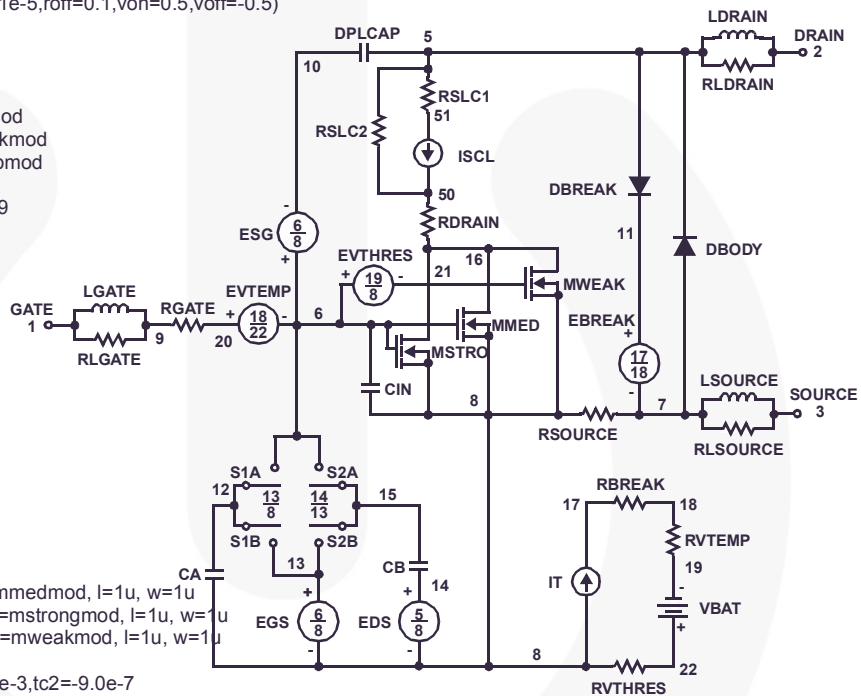 1e-5,roff=0.1,von=0.5,voff=-0.5)
LDRAIN
DPLCAP 5 DRAIN
10 2
RSLC1 RLDRAIN
51
od
RSLC2
kmod
ISCL
omod
DBREAK
50
9
-
RDRAIN
6
8
ESG 11
DBODY
+
EVTHRES 16
+ 19 - 21
8
MWEAK
LGATE EVTEMP
GATE RGATE + 18 - 6 EBREAK
1 22 MMED +
9 20 17
RLGATE MSTRO 18
LSOURCE
CIN - SOURCE
8 7 3
RSOURCE
RLSOURCE
S1A S2A
12 13 14 15
8 13
RBREAK
17 18
S1B S2B
RVTEMP
13
CA CB 19
IT -
14
mmedmod, l=1u, w=1u + + VBAT
=mstrongmod, l=1u, w=1u EGS 6 EDS 5
8 8
=mweakmod, l=1u, w=1u +
- - 8 22
e-3,tc2=-9.0e-7
RVTHRES